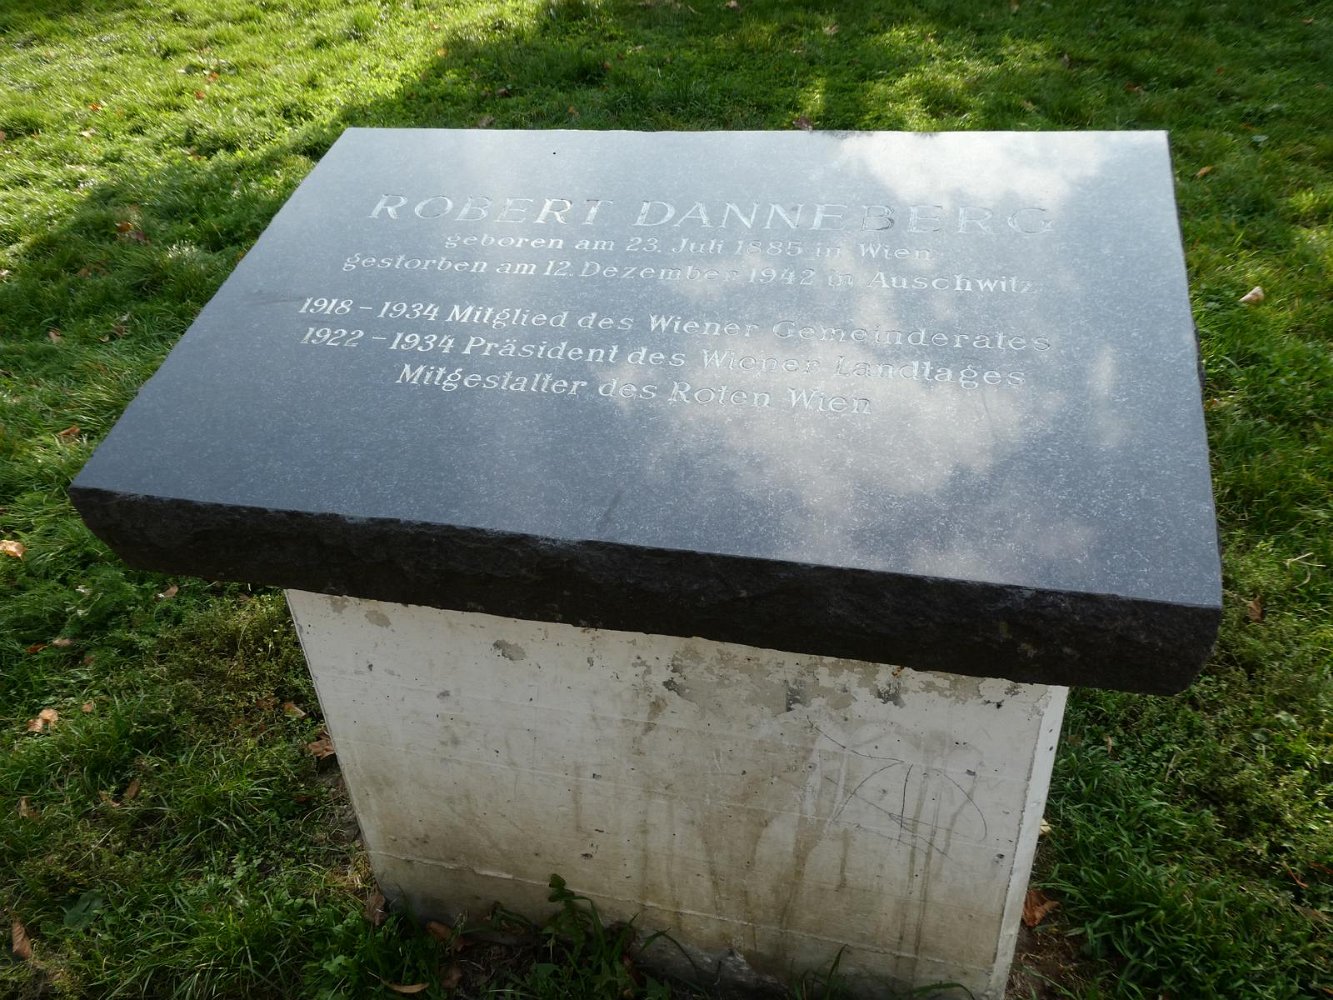 ROBERT DANNEBERG
geboren am 23. Juli 1885 in Wien
gestorben am 12. Dezember 1942 in Auschwitz
1918 - 1934 Mitglied des Wiener Gemeinderates
1922 - 1934 Präsident des Wiener Landtages
Mitgestalter des Roten Wien